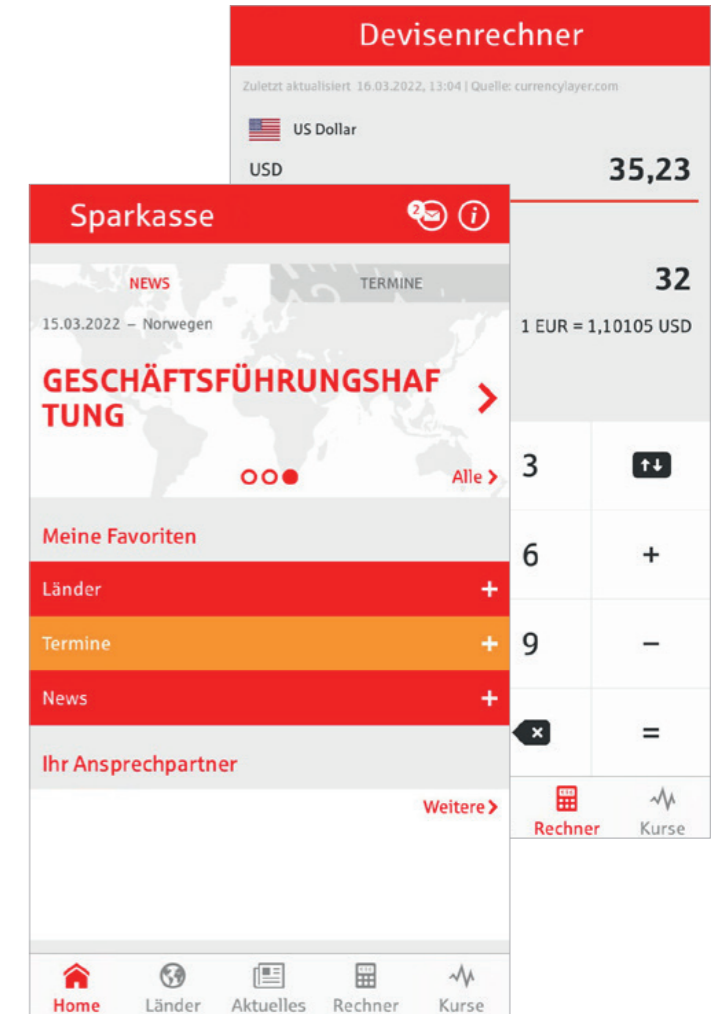 Devisenrechner
Zuletzt aktualisiert 16.03.2022, 13:04 | Quelle: currencylayer.com
US Dollar
USD
35,23
32
1 EUR = 1,10105 USD
3
6
+
9
–
=
Rechner
Kurse
Sparkasse
2
i
NEWS
TERMINE
15.03.2022 – Norwegen
GESCHÄFTSFÜHRUNGSHAF
TUNG
Alle
Meine Favoriten
Länder +
Termine +
News +
Ihr Ansprechpartner
Weitere
Home
Länder
Aktuelles
Rechner
Kurse